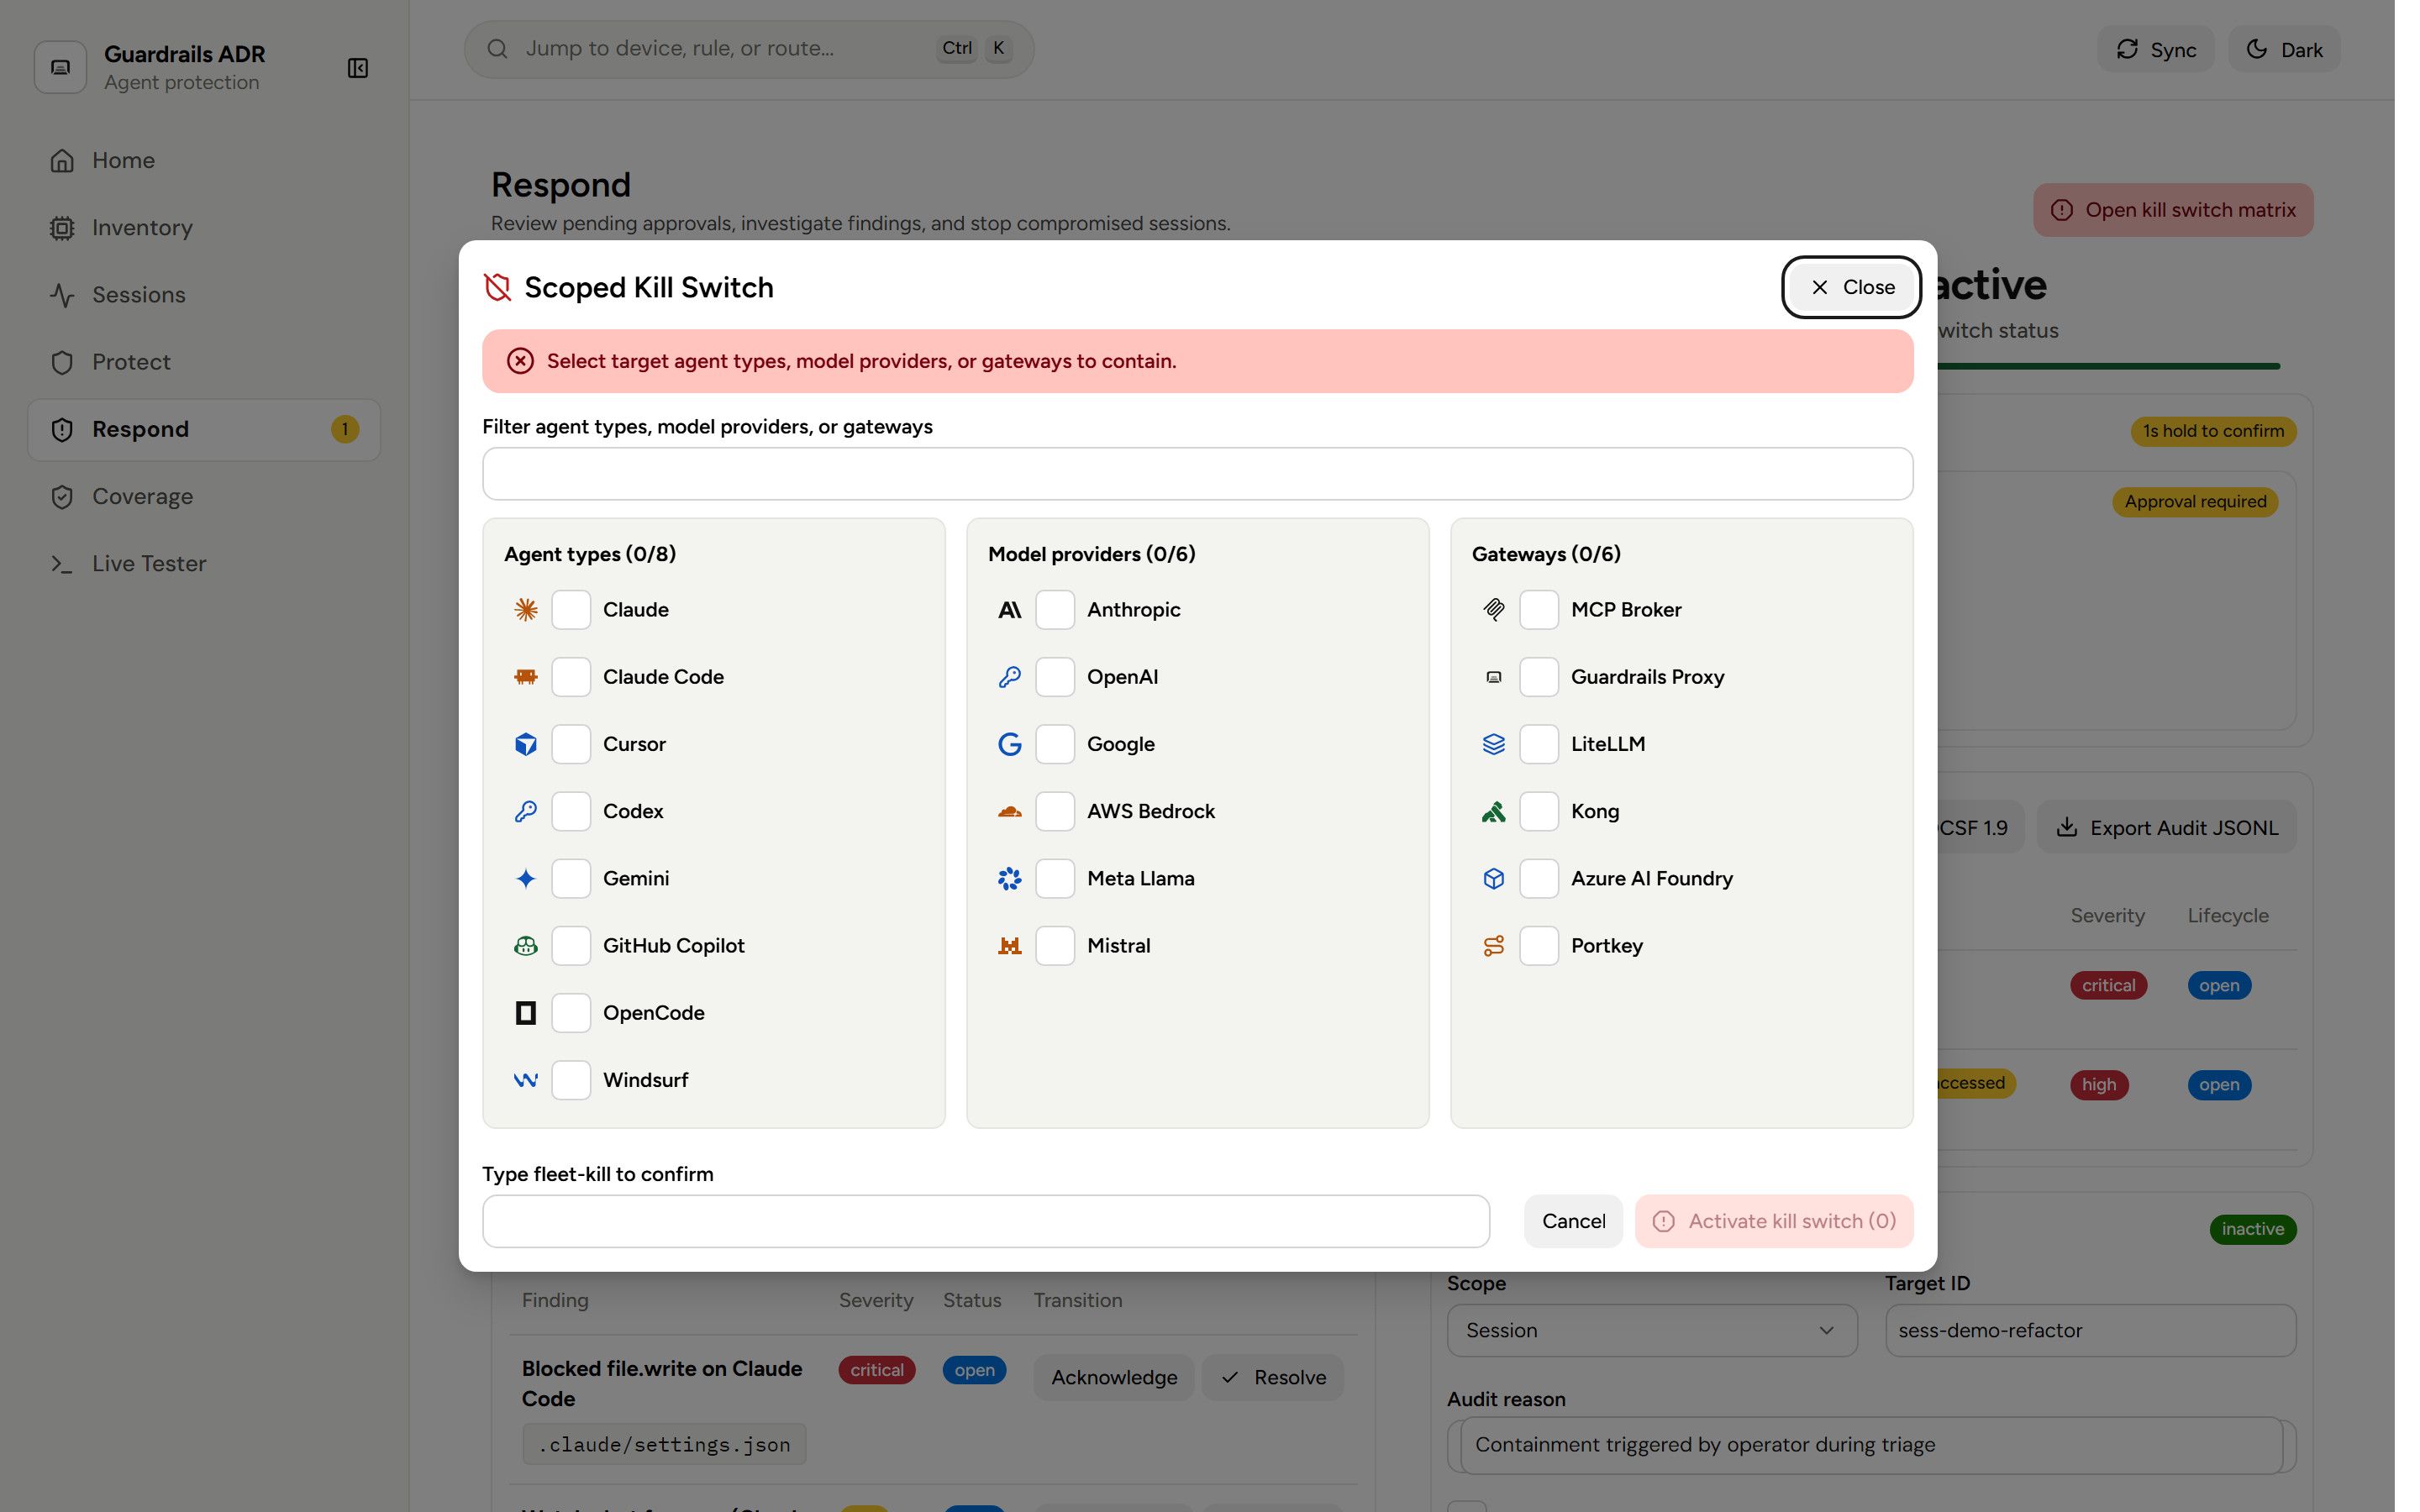 Guardrails ADR
Agent protection
Jump to device, rule, or route...
Ctrl
K
Sync
Dark
Home
Inventory
Sessions
Protect
Respond
1
Coverage
Live Tester
Respond
Review pending approvals, investigate findings, and stop compromised sessions.
Open kill switch matrix
active
witch status
1s hold to confirm
Approval required
CSF 1.9
Export Audit JSONL
Severity
Lifecycle
critical
open
ccessed
high
open
inactive
Scoped Kill Switch
Close
Select target agent types, model providers, or gateways to contain.
Filter agent types, model providers, or gateways
Agent types (0/8)
Claude
Claude Code
Cursor
Codex
Gemini
GitHub Copilot
OpenCode
Windsurf
Model providers (0/6)
Anthropic
OpenAI
Google
AWS Bedrock
Meta Llama
Mistral
Gateways (0/6)
MCP Broker
Guardrails Proxy
LiteLLM
Kong
Azure AI Foundry
Portkey
Type fleet-kill to confirm
Cancel
Activate kill switch (0)
Finding
Severity
Status
Transition
Blocked file.write on Claude
Code
.claude/settings.json
critical
open
Acknowledge
Resolve
Scope
Session
Target ID
sess-demo-refactor
Audit reason
Containment triggered by operator during triage